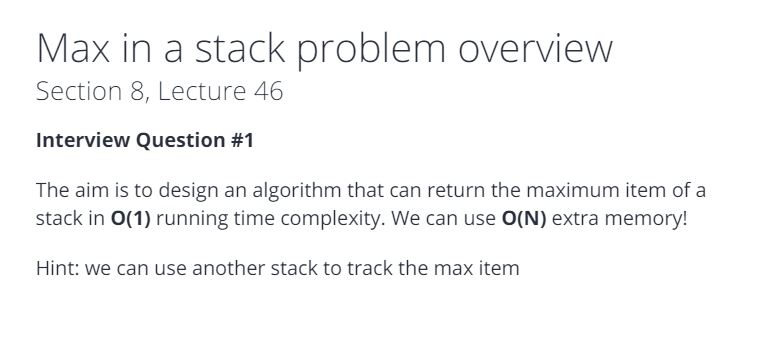 Max in a stack problem overview
Section 8, Lecture 46
Interview Question #1
The aim is to design an algorithm that can return the maximum item of a
stack in O(1) running time complexity. We can use O(N) extra memory!
Hint: we can use another stack to track the max item